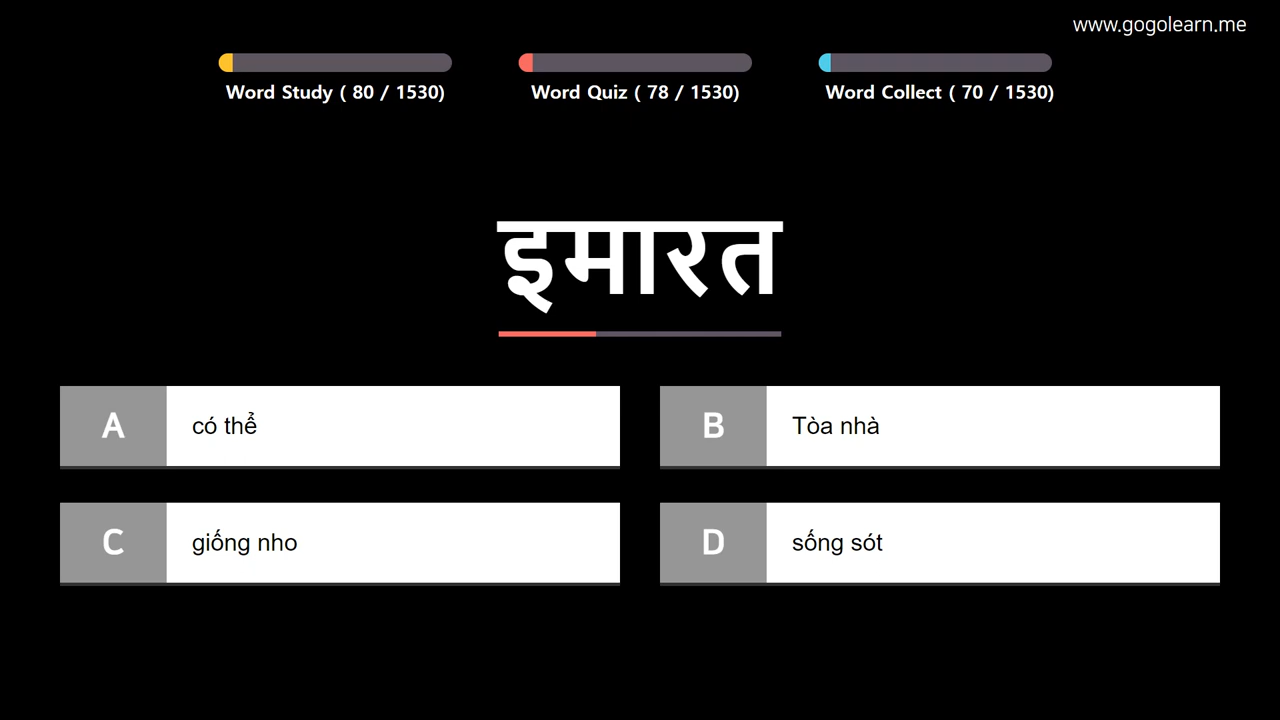 www.gogolearn.me
Word Study ( 80 / 1530)
Word Quiz ( 78 / 1530)
Word Collect ( 70 / 1530)
इमारत
A
có thể
B
Tòa nhà
C
giống nho
D
sống sót